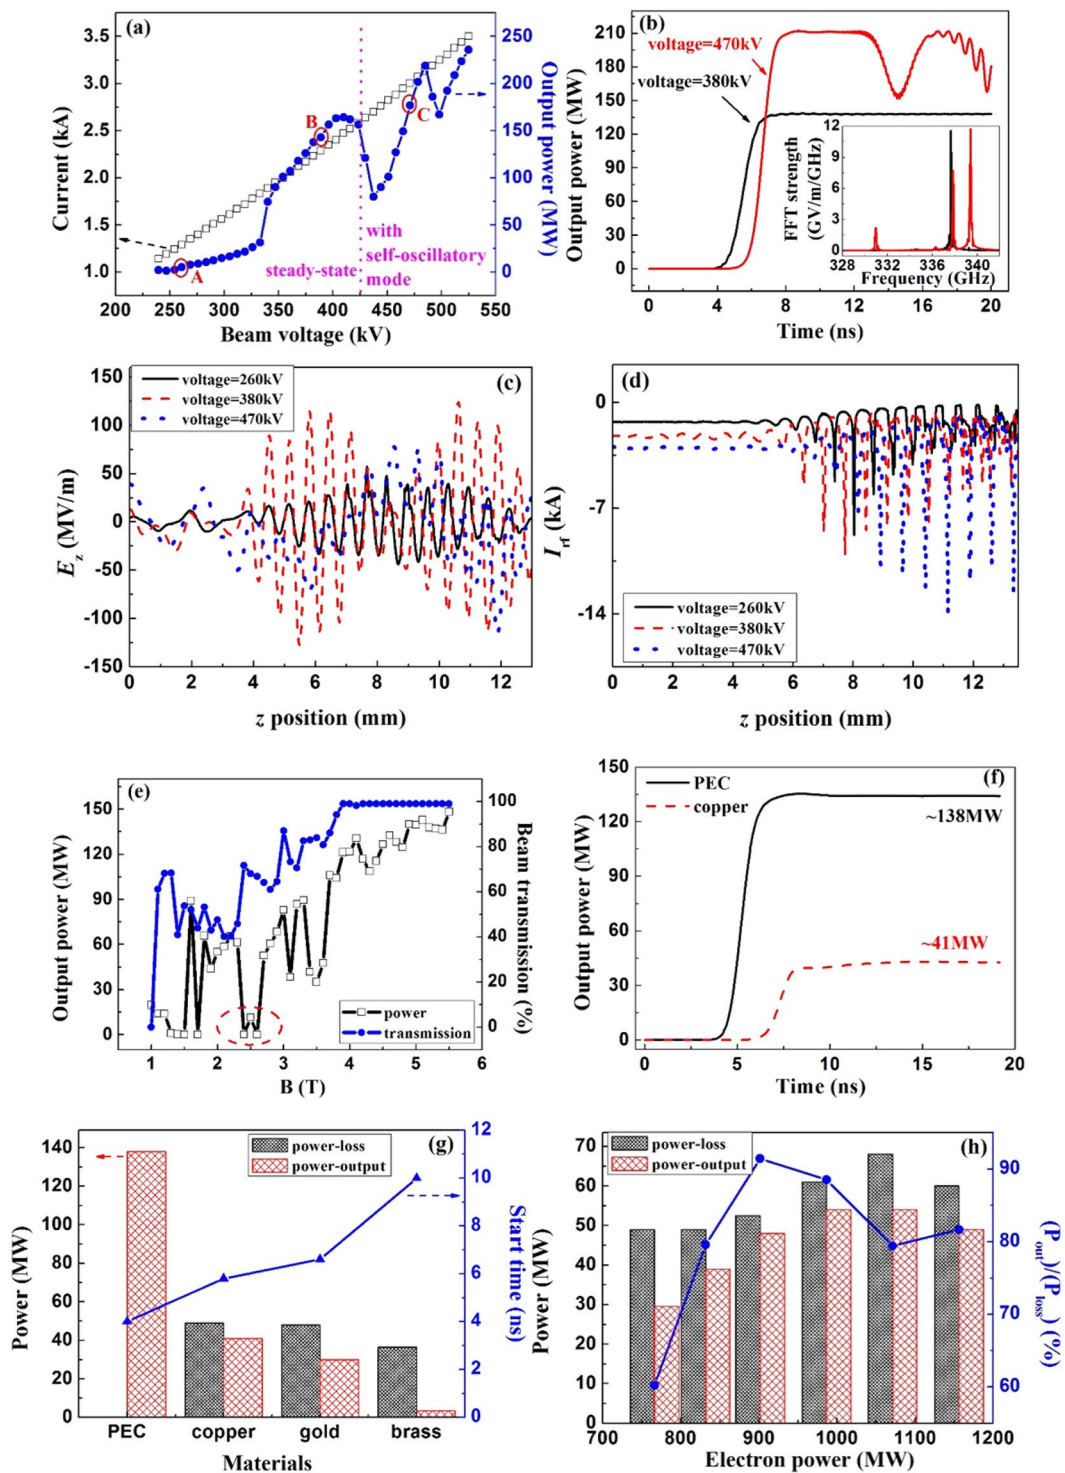 (a)
Current (kA)
3.5
3.0
2.5
2.0
1.5
1.0
250
200
150
100
50
0
Output power (MW)
B
C
A
with
self-oscillatory
steady-state
mode
200 250 300 350 400 450 500 550
Beam voltage (kV)
(b)
Output power (MW)
210
180
150
120
90
60
30
0
voltage=470kV
voltage=380kV
FFT strength
(GV/m/GHz)
12
9
6
3
0
328 332 336 340
Frequency (GHz)
0 4 8 12 16 20
Time (ns)
(c)
E_z (MV/m)
150
100
50
0
-50
-100
-150
voltage=260kV
voltage=380kV
voltage=470kV
0 2 4 6 8 10 12
z position (mm)
(d)
I_rf (kA)
0
-7
-14
voltage=260kV
voltage=380kV
voltage=470kV
0 2 4 6 8 10 12
z position (mm)
(e)
Output power (MW)
150
120
90
60
30
0
100
80
60
40
20
0
Beam transmission (%)
power
transmission
1 2 3 4 5 6
B (T)
(f)
Output power (MW)
150
120
90
60
30
0
PEC
copper
~138MW
~41MW
0 5 10 15 20
Time (ns)
(g)
Power (MW)
140
120
100
80
60
40
20
0
power-loss
power-output
12
10
8
6
4
2
0
Start time (ns)
PEC copper gold brass
Materials
(h)
Power (MW)
70
65
60
55
50
45
40
35
30
25
20
15
10
5
0
power-loss
power-output
90
80
70
60
(P_out)/(P_loss) (%)
700 800 900 1000 1100 1200
Electron power (MW)